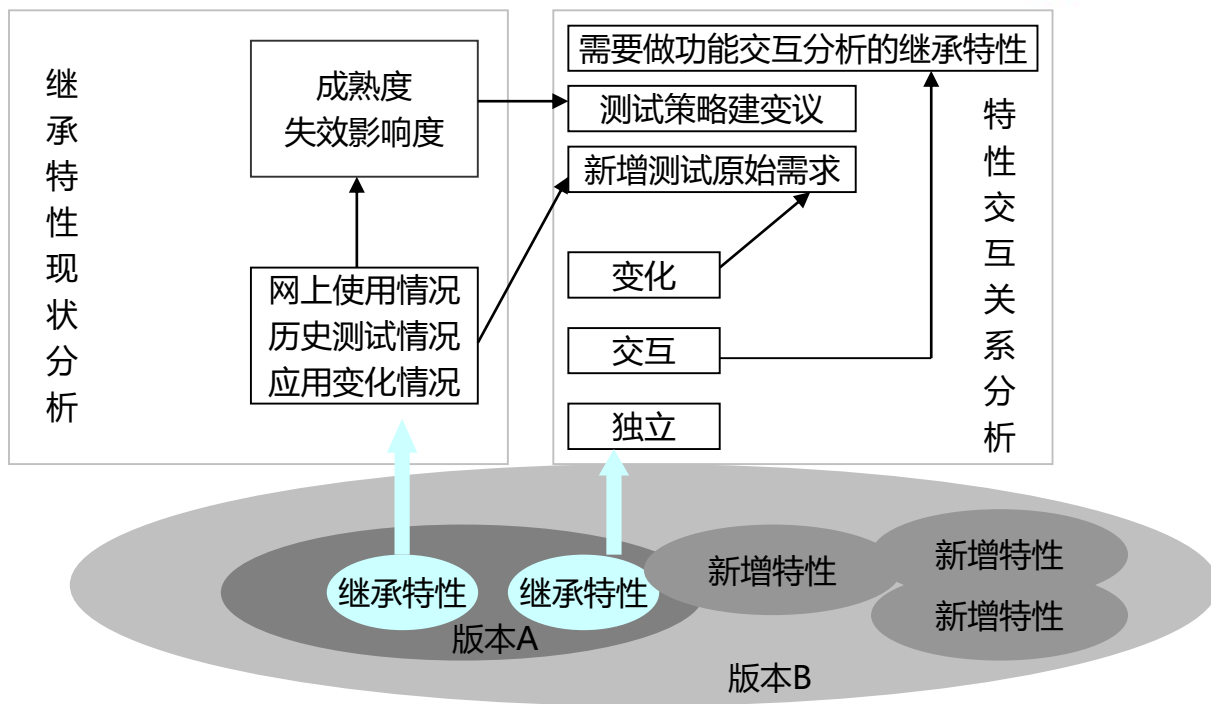 继承特性现状分析
成熟度
失效影响度
网上使用情况
历史测试情况
应用变化情况
需要做功能交互分析的继承特性
测试策略建变议
新增测试原始需求
变化
交互
独立
特性交互关系分析
继承特性
继承特性
新增特性
新增特性
新增特性
版本A
版本B